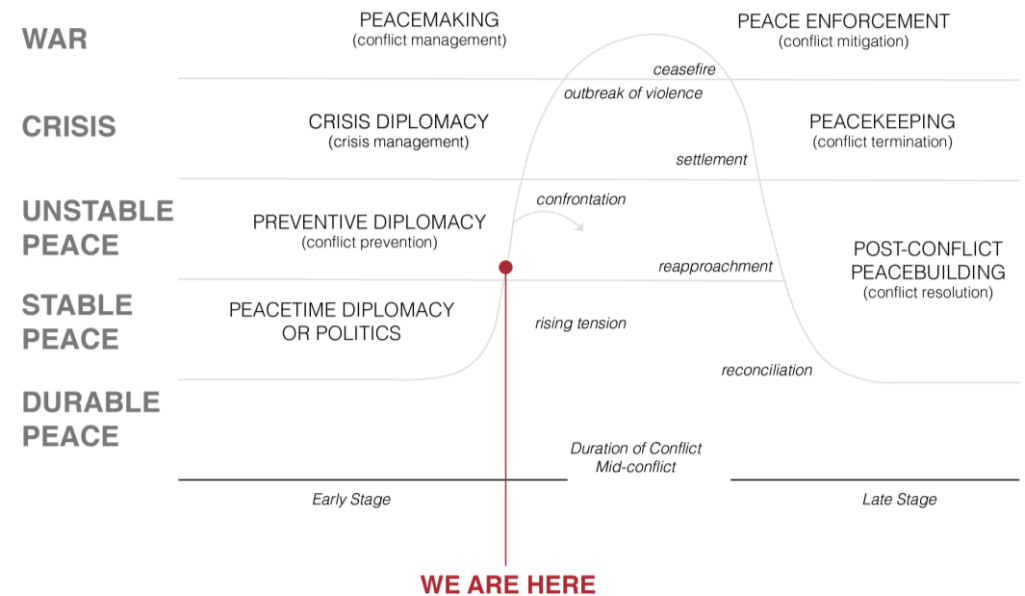 WAR
PEACEMAKING
(conflict management)
PEACE ENFORCEMENT
(conflict mitigation)
ceasefire
outbreak of violence
CRISIS
CRISIS DIPLOMACY
(crisis management)
PEACEKEEPING
(conflict termination)
settlement
UNSTABLE
PEACE
PREVENTIVE DIPLOMACY
(conflict prevention)
confrontation
reapproachment
POST-CONFLICT
PEACEBUILDING
(conflict resolution)
STABLE
PEACE
PEACETIME DIPLOMACY
OR POLITICS
rising tension
reconciliation
DURABLE
PEACE
Duration of Conflict
Mid-conflict
Early Stage
Late Stage
WE ARE HERE